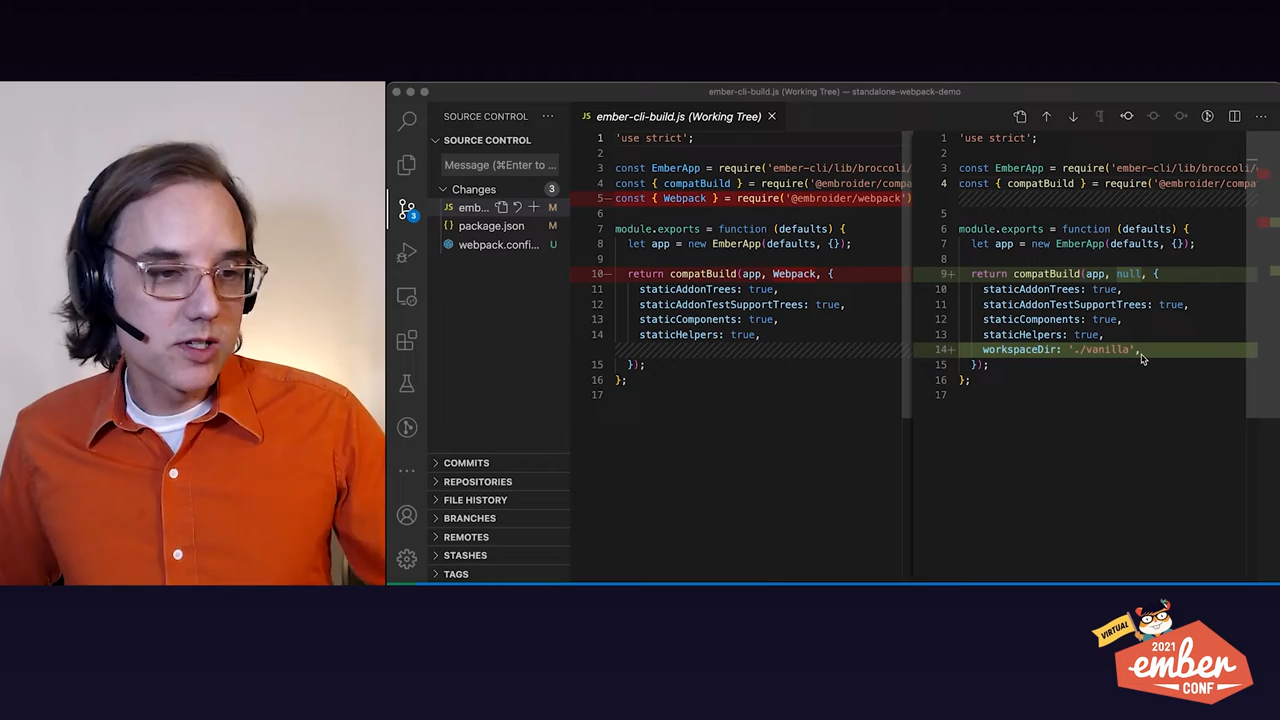 ember-cli-build.js (Working Tree) — standalone-webpack-demo
SOURCE CONTROL ···
JS ember-cli-build.js (Working Tree) ×
SOURCE CONTROL
Message (⌘Enter to ...
Changes 3
JS emb... M
package.json M
webpack.confi... U
3
COMMITS
REPOSITORIES
FILE HISTORY
BRANCHES
REMOTES
STASHES
TAGS
1 'use strict';
2
3 const EmberApp = require('ember-cli/lib/broccoli/
4 const { compatBuild } = require('@embroider/compa
5— const { Webpack } = require('@embroider/webpack')
6
7 module.exports = function (defaults) {
8 let app = new EmberApp(defaults, {});
9
10— return compatBuild(app, Webpack, {
11 staticAddonTrees: true,
12 staticAddonTestSupportTrees: true,
13 staticComponents: true,
14 staticHelpers: true,
15 });
16 };
17
1 'use strict';
2
3 const EmberApp = require('ember-cli/lib/broccoli/
4 const { compatBuild } = require('@embroider/compa
5
6 module.exports = function (defaults) {
7 let app = new EmberApp(defaults, {});
8
9+ return compatBuild(app, null, {
10 staticAddonTrees: true,
11 staticAddonTestSupportTrees: true,
12 staticComponents: true,
13 staticHelpers: true,
14+ workspaceDir: './vanilla',
15 });
16 };
17
VIRTUAL
2021
ember
CONF